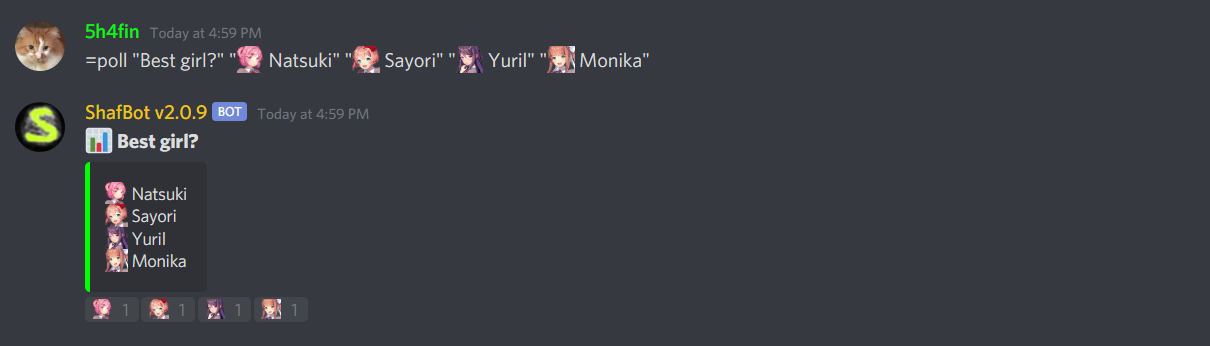 5h4fin Today at 4:59 PM
=poll "Best girl?" " Natsuki" " Sayori" " Yuril" " Monika"
S
ShafBot v2.0.9 BOT Today at 4:59 PM
Best girl?
Natsuki
Sayori
Yuril
Monika
1 1 1 1